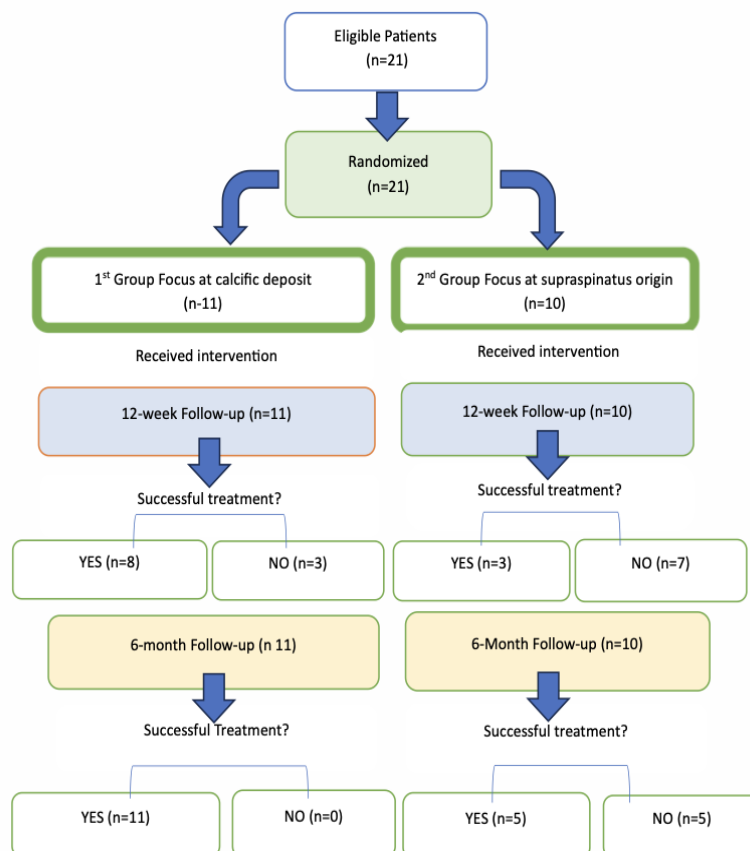 Eligible Patients
(n=21)
Randomized
(n=21)
1st Group Focus at calcific deposit
(n-11)
2nd Group Focus at supraspinatus origin
(n=10)
Received intervention
Received intervention
12-week Follow-up (n=11)
12-week Follow-up (n=10)
Successful treatment?
Successful treatment?
YES (n=8)
NO (n=3)
YES (n=3)
NO (n=7)
6-month Follow-up (n 11)
6-Month Follow-up (n=10)
Successful Treatment?
Successful treatment?
YES (n=11)
NO (n=0)
YES (n=5)
NO (n=5)